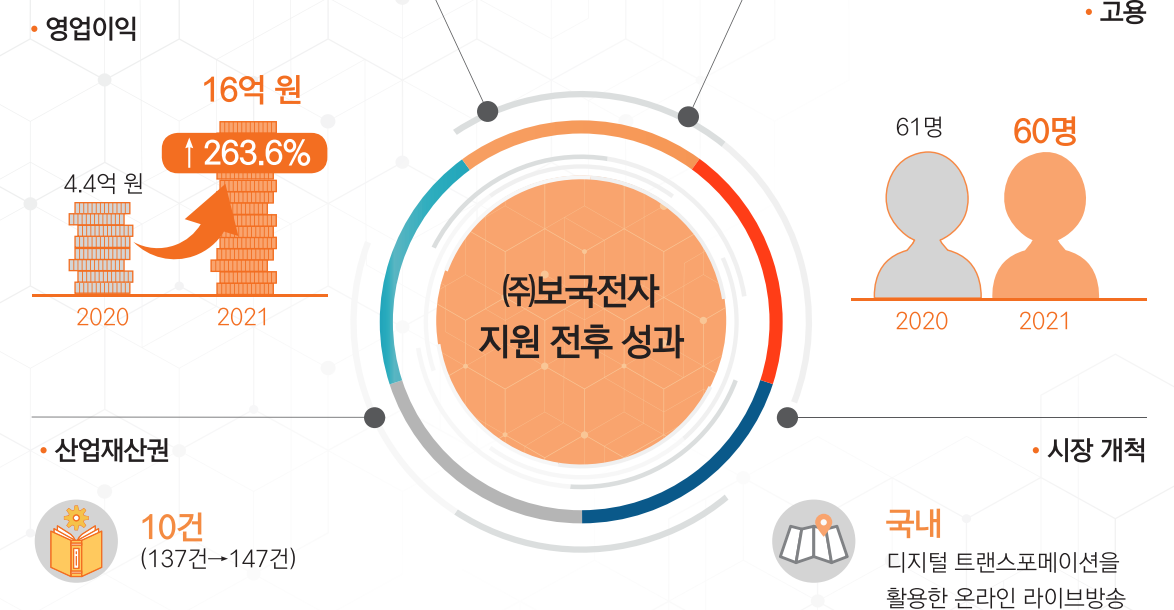 • 영업이익
16억 원
↑ 263.6%
4.4억 원
2020
2021
• 고용
61명
60명
2020
2021
㈜보국전자
지원 전후 성과
• 산업재산권
10건
(137건→147건)
• 시장 개척
국내
디지털 트랜스포메이션을
활용한 온라인 라이브방송